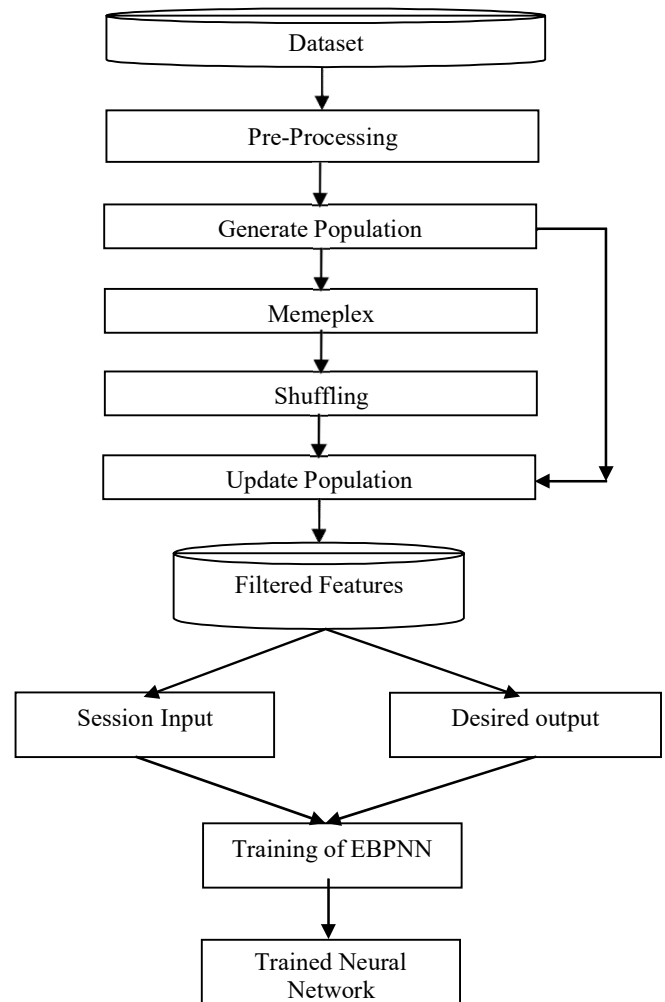 Dataset
Pre-Processing
Generate Population
Memeplex
Shuffling
Update Population
Filtered Features
Session Input
Desired output
Training of EBPNN
Trained Neural
Network